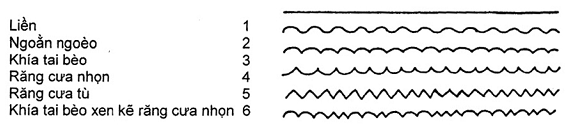 Liền 1
Ngoằn ngoèo 2
Khía tai bèo 3
Răng cưa nhọn 4
Răng cưa tù 5
Khía tai bèo xen kẽ răng cưa nhọn 6